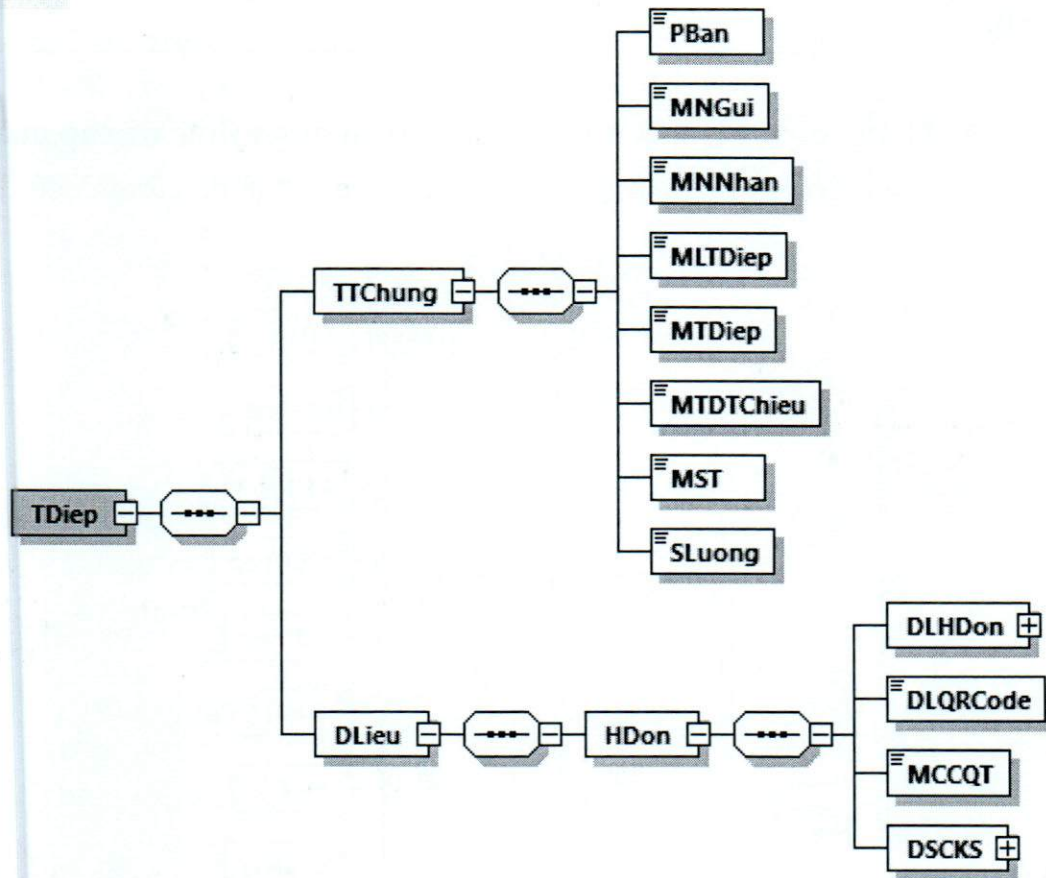 PBan
MNGui
MNNhan
MLTDiep
TTChung
MTDiep
MTDTChieu
MST
TDiep
SLuong
DLHDon
DLQRCode
DLieu
HDon
MCCQT
DSCKS